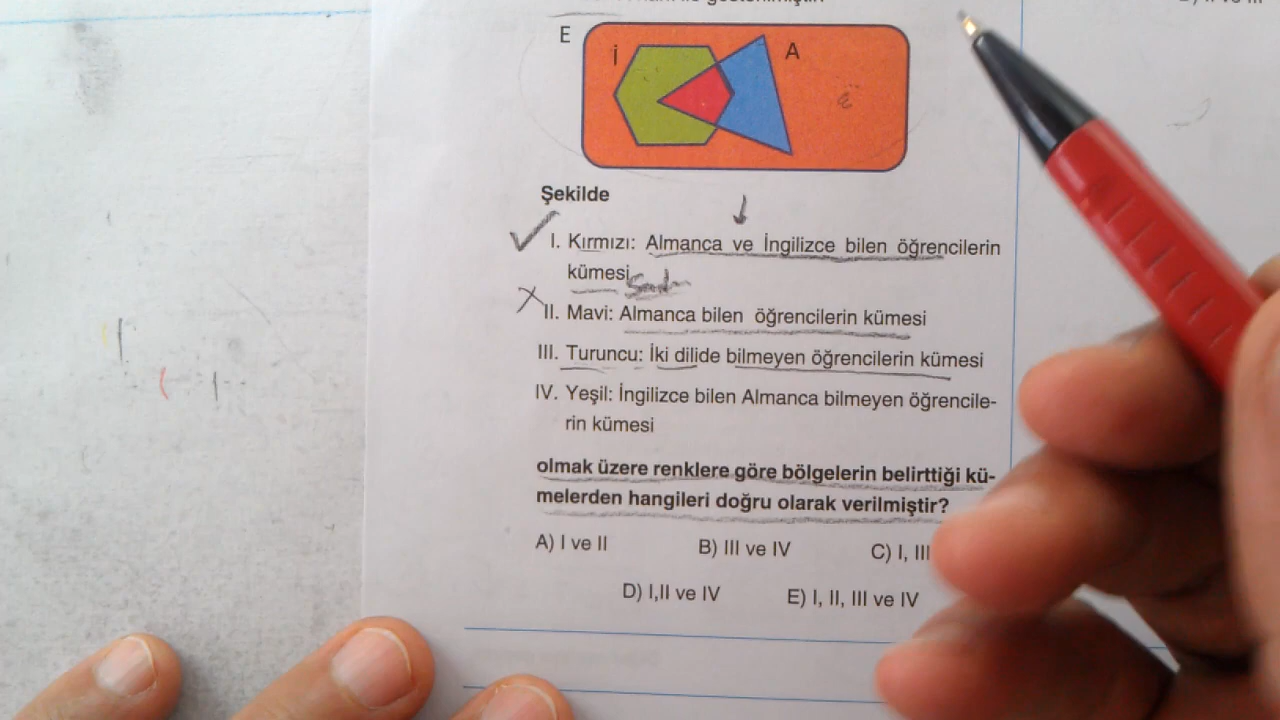 E
İ
A
Şekilde
I. Kırmızı: Almanca ve İngilizce bilen öğrencilerin
kümesi
II. Mavi: Almanca bilen öğrencilerin kümesi
III. Turuncu: İki dilide bilmeyen öğrencilerin kümesi
IV. Yeşil: İngilizce bilen Almanca bilmeyen öğrencile-
rin kümesi
olmak üzere renklere göre bölgelerin belirttiği kü-
melerden hangileri doğru olarak verilmiştir?
A) I ve II
B) III ve IV
C) I, III
D) I,II ve IV
E) I, II, III ve IV